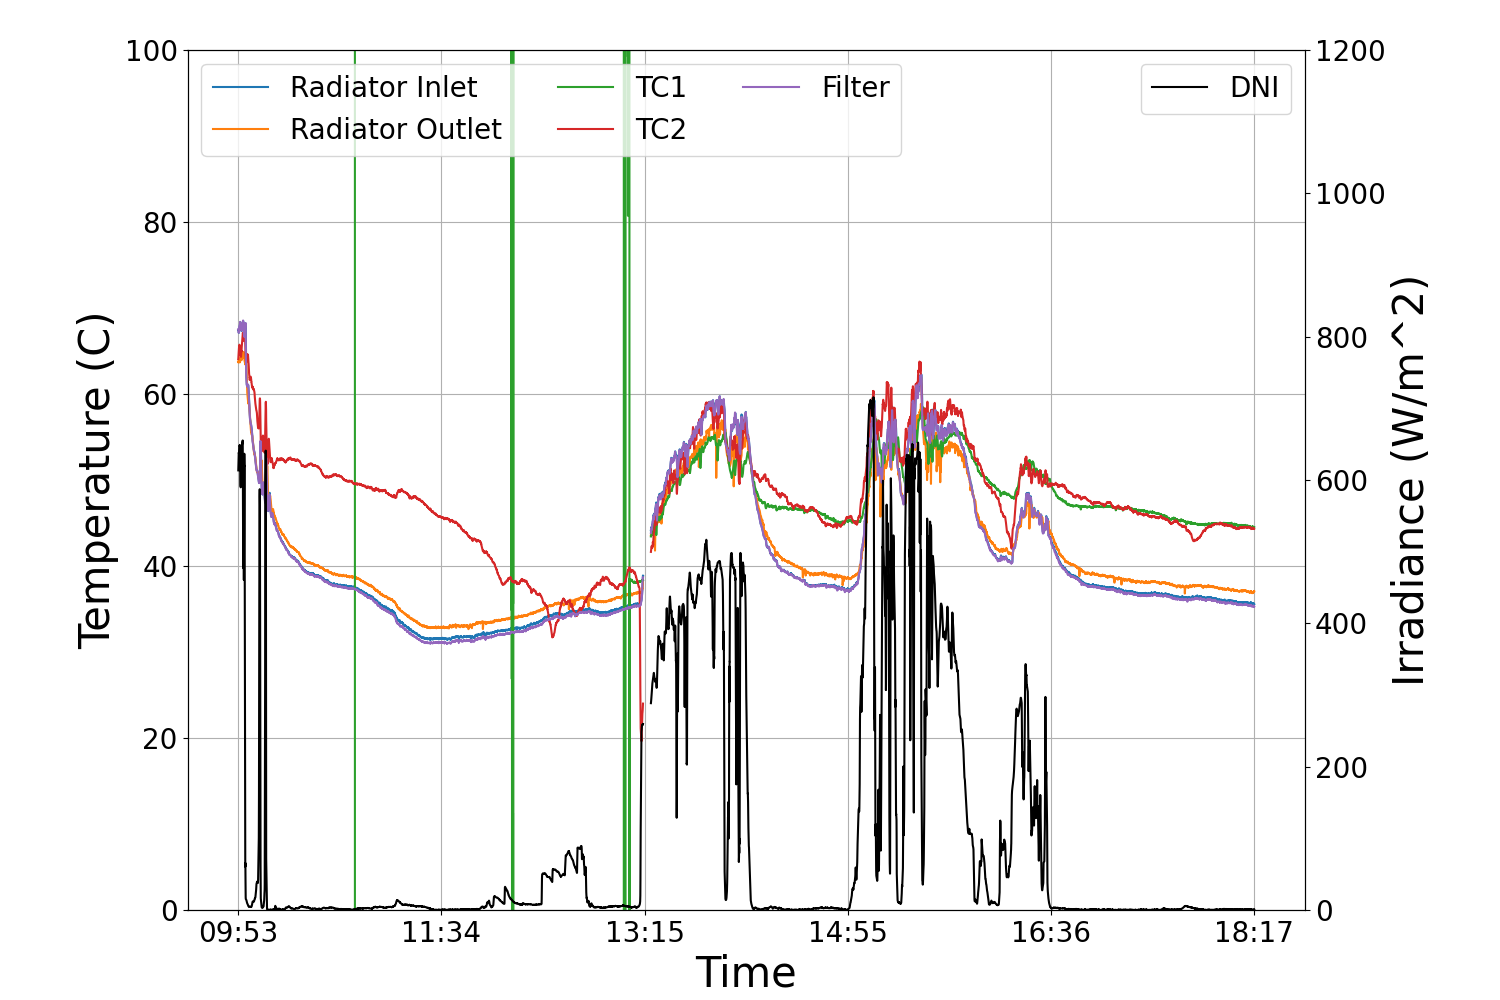 Radiator Inlet
Radiator Outlet
TC1
TC2
Filter
DNI
Temperature (C)
100
80
60
40
20
0
1200
1000
800
600
400
200
0
Irradiance (W/m^2)
09:53 11:34 13:15 14:55 16:36 18:17
Time